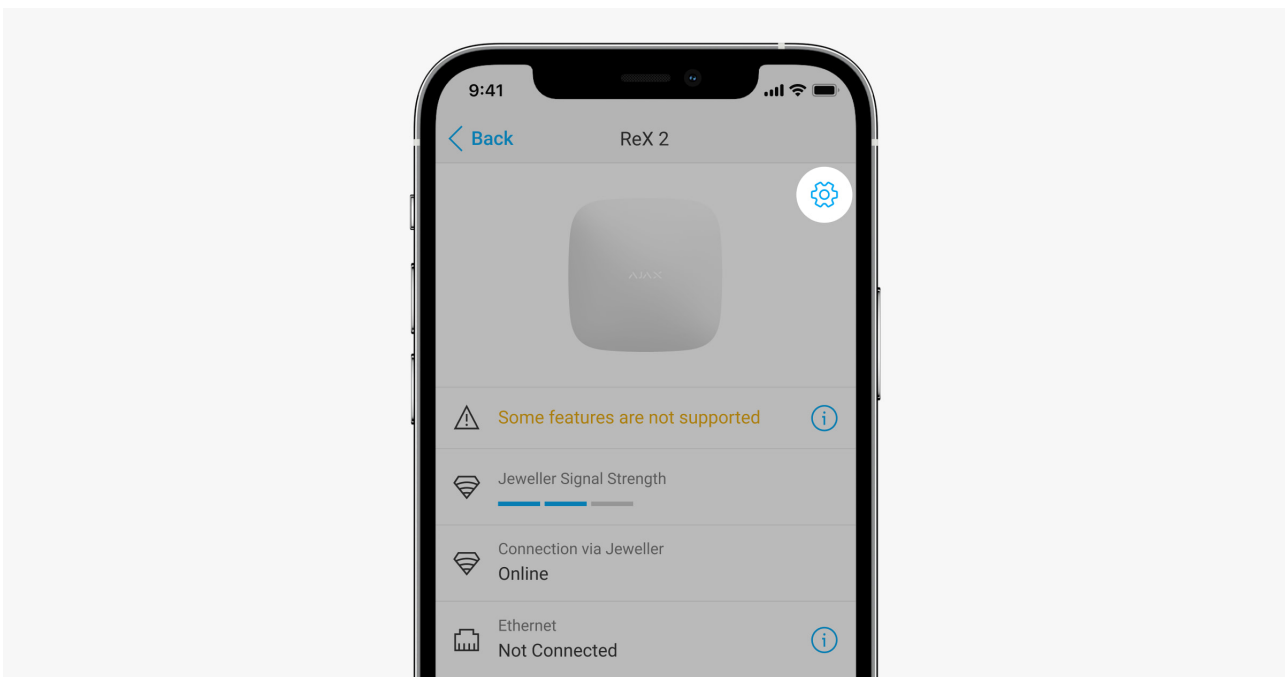 9:41
Back
ReX 2
AJAX
Some features are not supported
Jeweller Signal Strength
Connection via Jeweller
Online
Ethernet
Not Connected